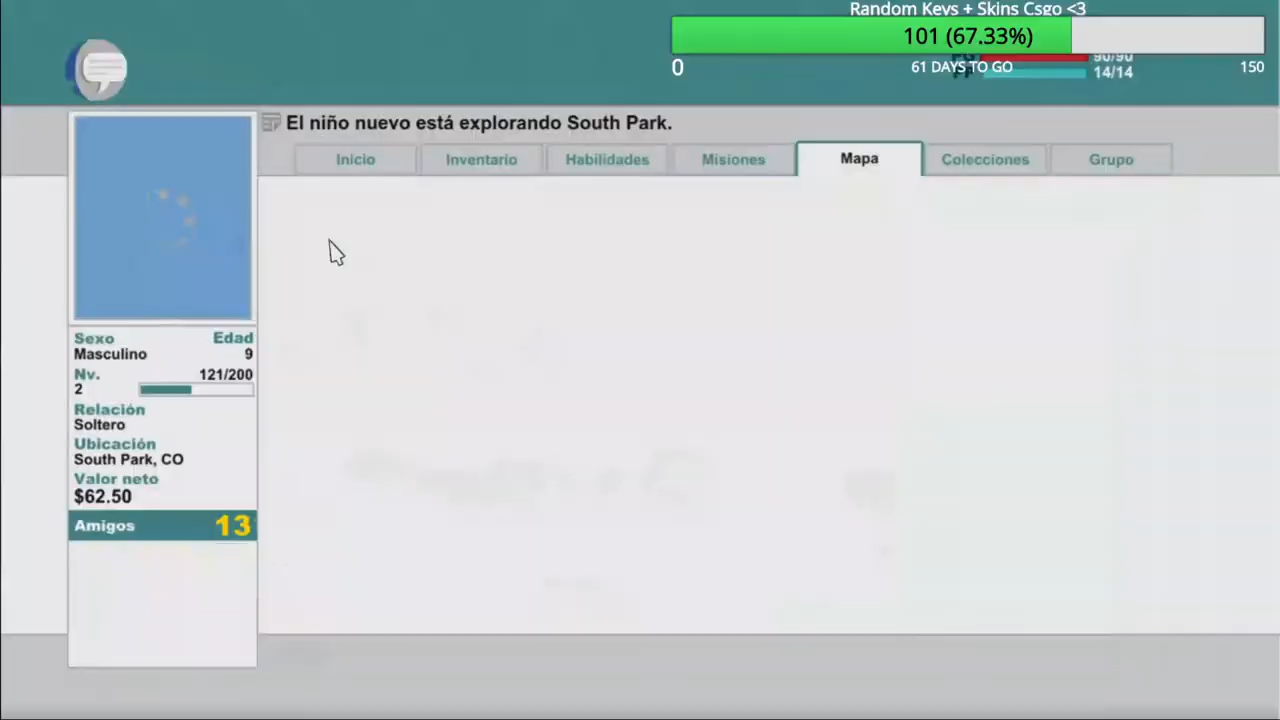 Random Keys + Skins Csgo <3
101 (67.33%)
0
61 DAYS TO GO
150
90/90
14/14
El niño nuevo está explorando South Park.
Inicio
Inventario
Habilidades
Misiones
Mapa
Colecciones
Grupo
Sexo Edad
Masculino 9
Nv. 121/200
2
Relación
Soltero
Ubicación
South Park, CO
Valor neto
$62.50
Amigos 13